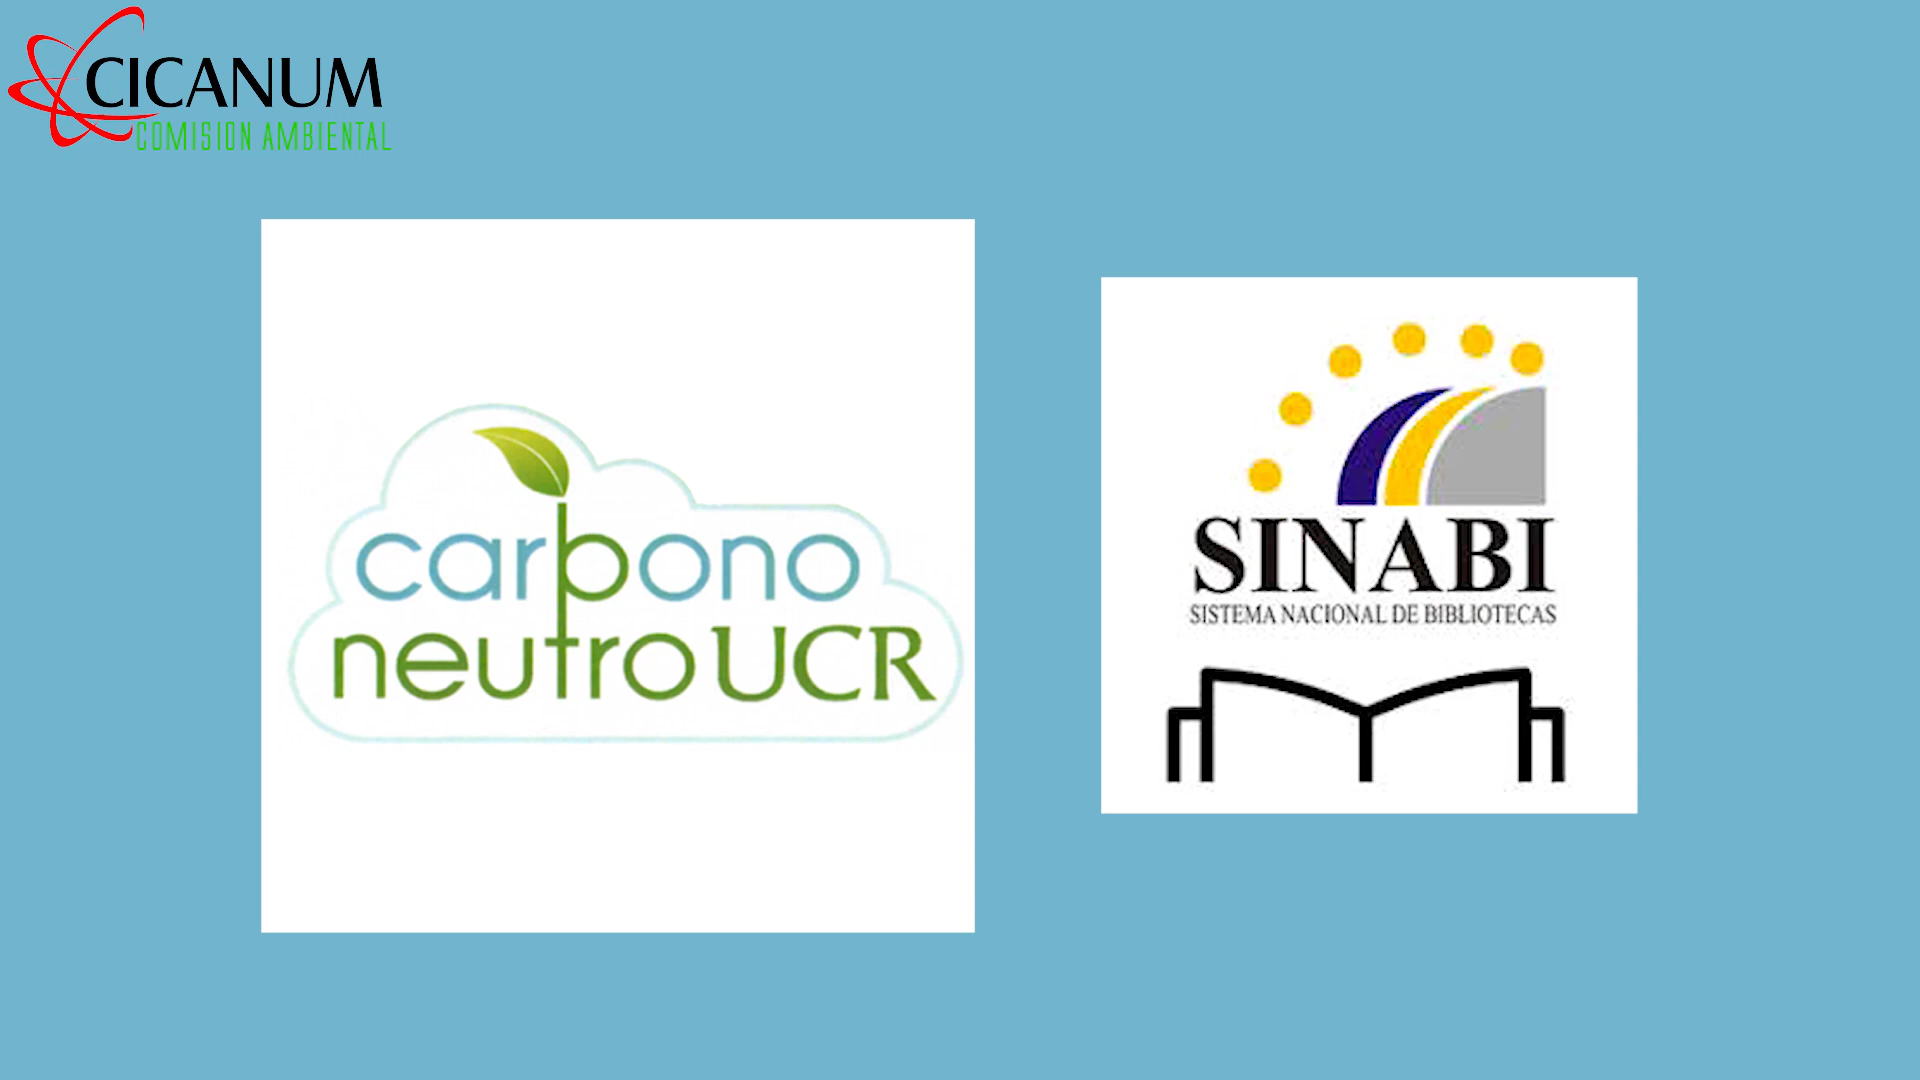 CICANUM
COMISION AMBIENTAL
carbono
neutro UCR
SINABI
SISTEMA NACIONAL DE BIBLIOTECAS